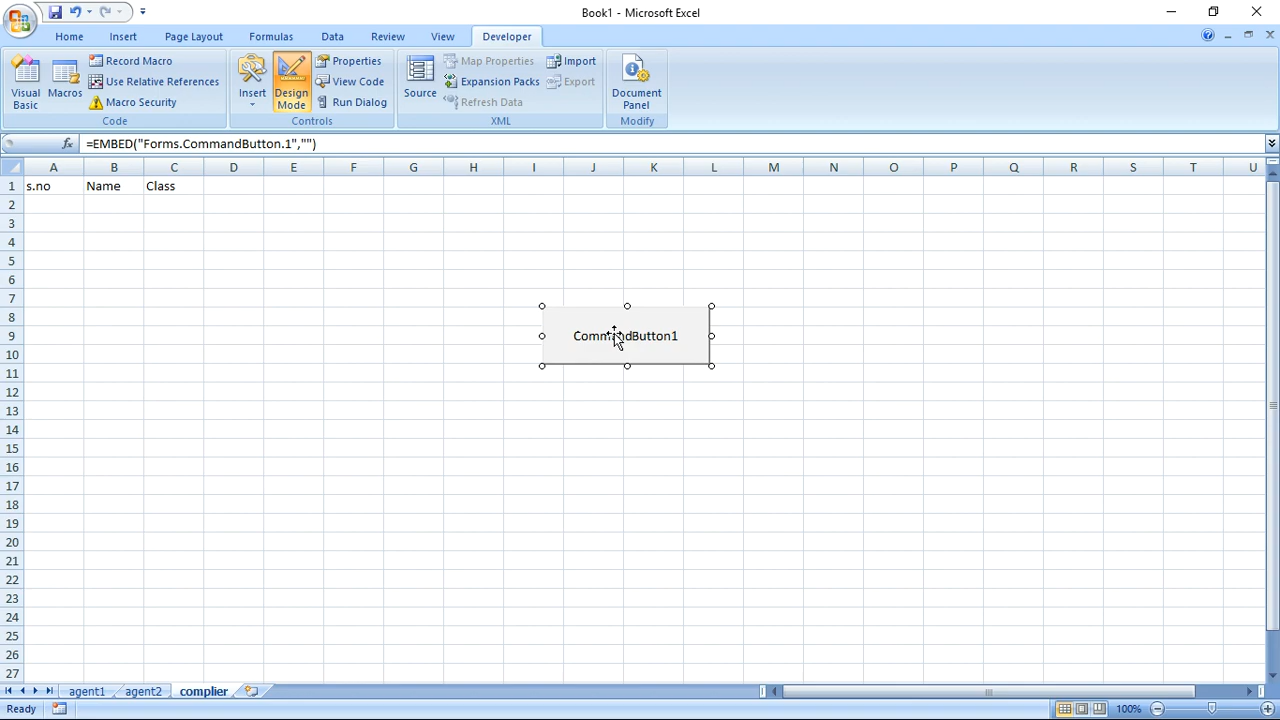 Book1 - Microsoft Excel
Home Insert Page Layout Formulas Data Review View Developer
Visual Basic
Macros
Record Macro
Use Relative References
Macro Security
Code
Insert
Design Mode
Properties
View Code
Run Dialog
Controls
Source
Map Properties
Expansion Packs
Refresh Data
Import
Export
XML
Document Panel
Modify
fx =EMBED("Forms.CommandButton.1","")
A B C D E F G H I J K L M N O P Q R S T U
1 s.no Name Class
2
3
4
5
6
7
8
9 CommandButton1
10
11
12
13
14
15
16
17
18
19
20
21
22
23
24
25
26
27
agent1 agent2 complier
Ready 100%